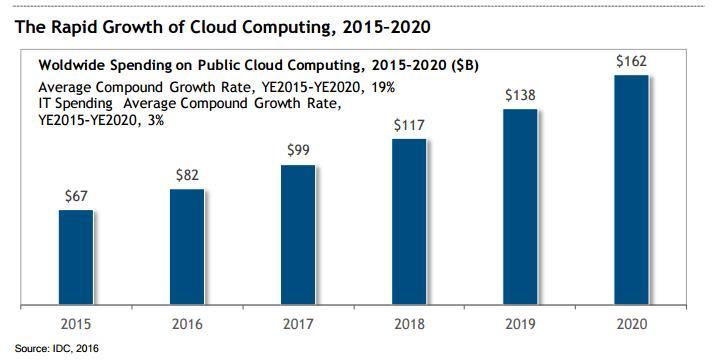 The Rapid Growth of Cloud Computing, 2015-2020
Woldwide Spending on Public Cloud Computing, 2015-2020 ($B)
Average Compound Growth Rate, YE2015-YE2020, 19%
IT Spending Average Compound Growth Rate,
YE2015-YE2020, 3%
$67
$82
$99
$117
$138
$162
2015
2016
2017
2018
2019
2020
Source: IDC, 2016